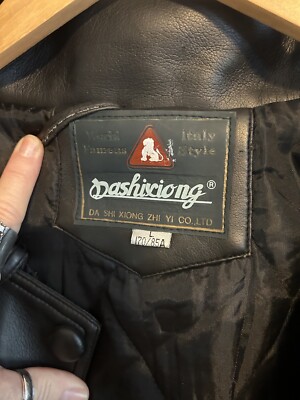 World Italy
Famous Style
Dashixiong®
DA SHI XIONG ZHI YI CO.,LTD
L
170/85A